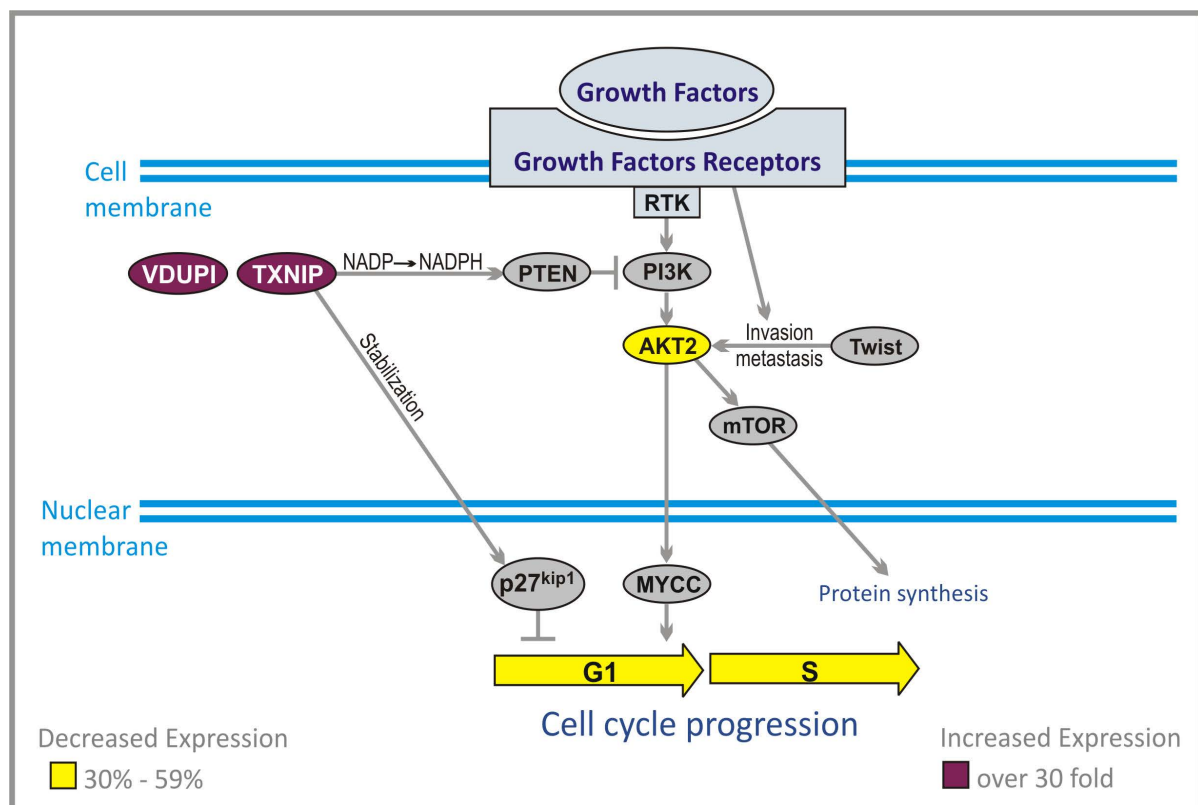 Growth Factors
Growth Factors Receptors
Cell
membrane
RTK
VDUPI
TXNIP
NADP→NADPH
PTEN
PI3K
Stabilization
AKT2
Invasion
metastasis
Twist
mTOR
Nuclear
membrane
p27kip1
MYCC
Protein synthesis
G1
S
Cell cycle progression
Decreased Expression
30% - 59%
Increased Expression
over 30 fold